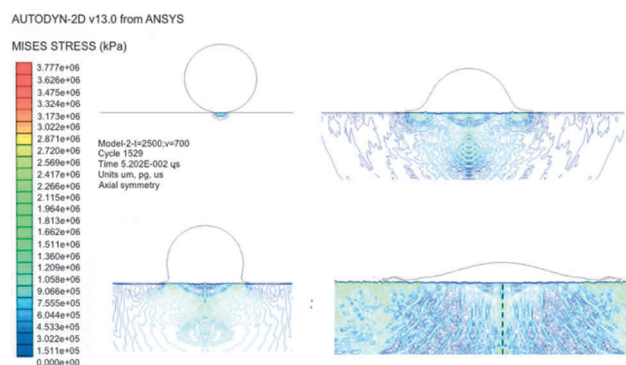 AUTODYN-2D v13.0 from ANSYS
MISES STRESS (kPa)
3.777e+06
3.626e+06
3.475e+06
3.324e+06
3.173e+06
3.022e+06
2.871e+06
2.720e+06
2.569e+06
2.417e+06
2.266e+06
2.115e+06
1.964e+06
1.813e+06
1.662e+06
1.511e+06
1.360e+06
1.209e+06
1.058e+06
9.066e+05
7.555e+05
6.044e+05
4.533e+05
3.022e+05
1.511e+05
0.000e+00
Model-2-t=2500;v=700
Cycle 1529
Time 5.202E-002 ųs
Units um, pg, us
Axial symmetry
: